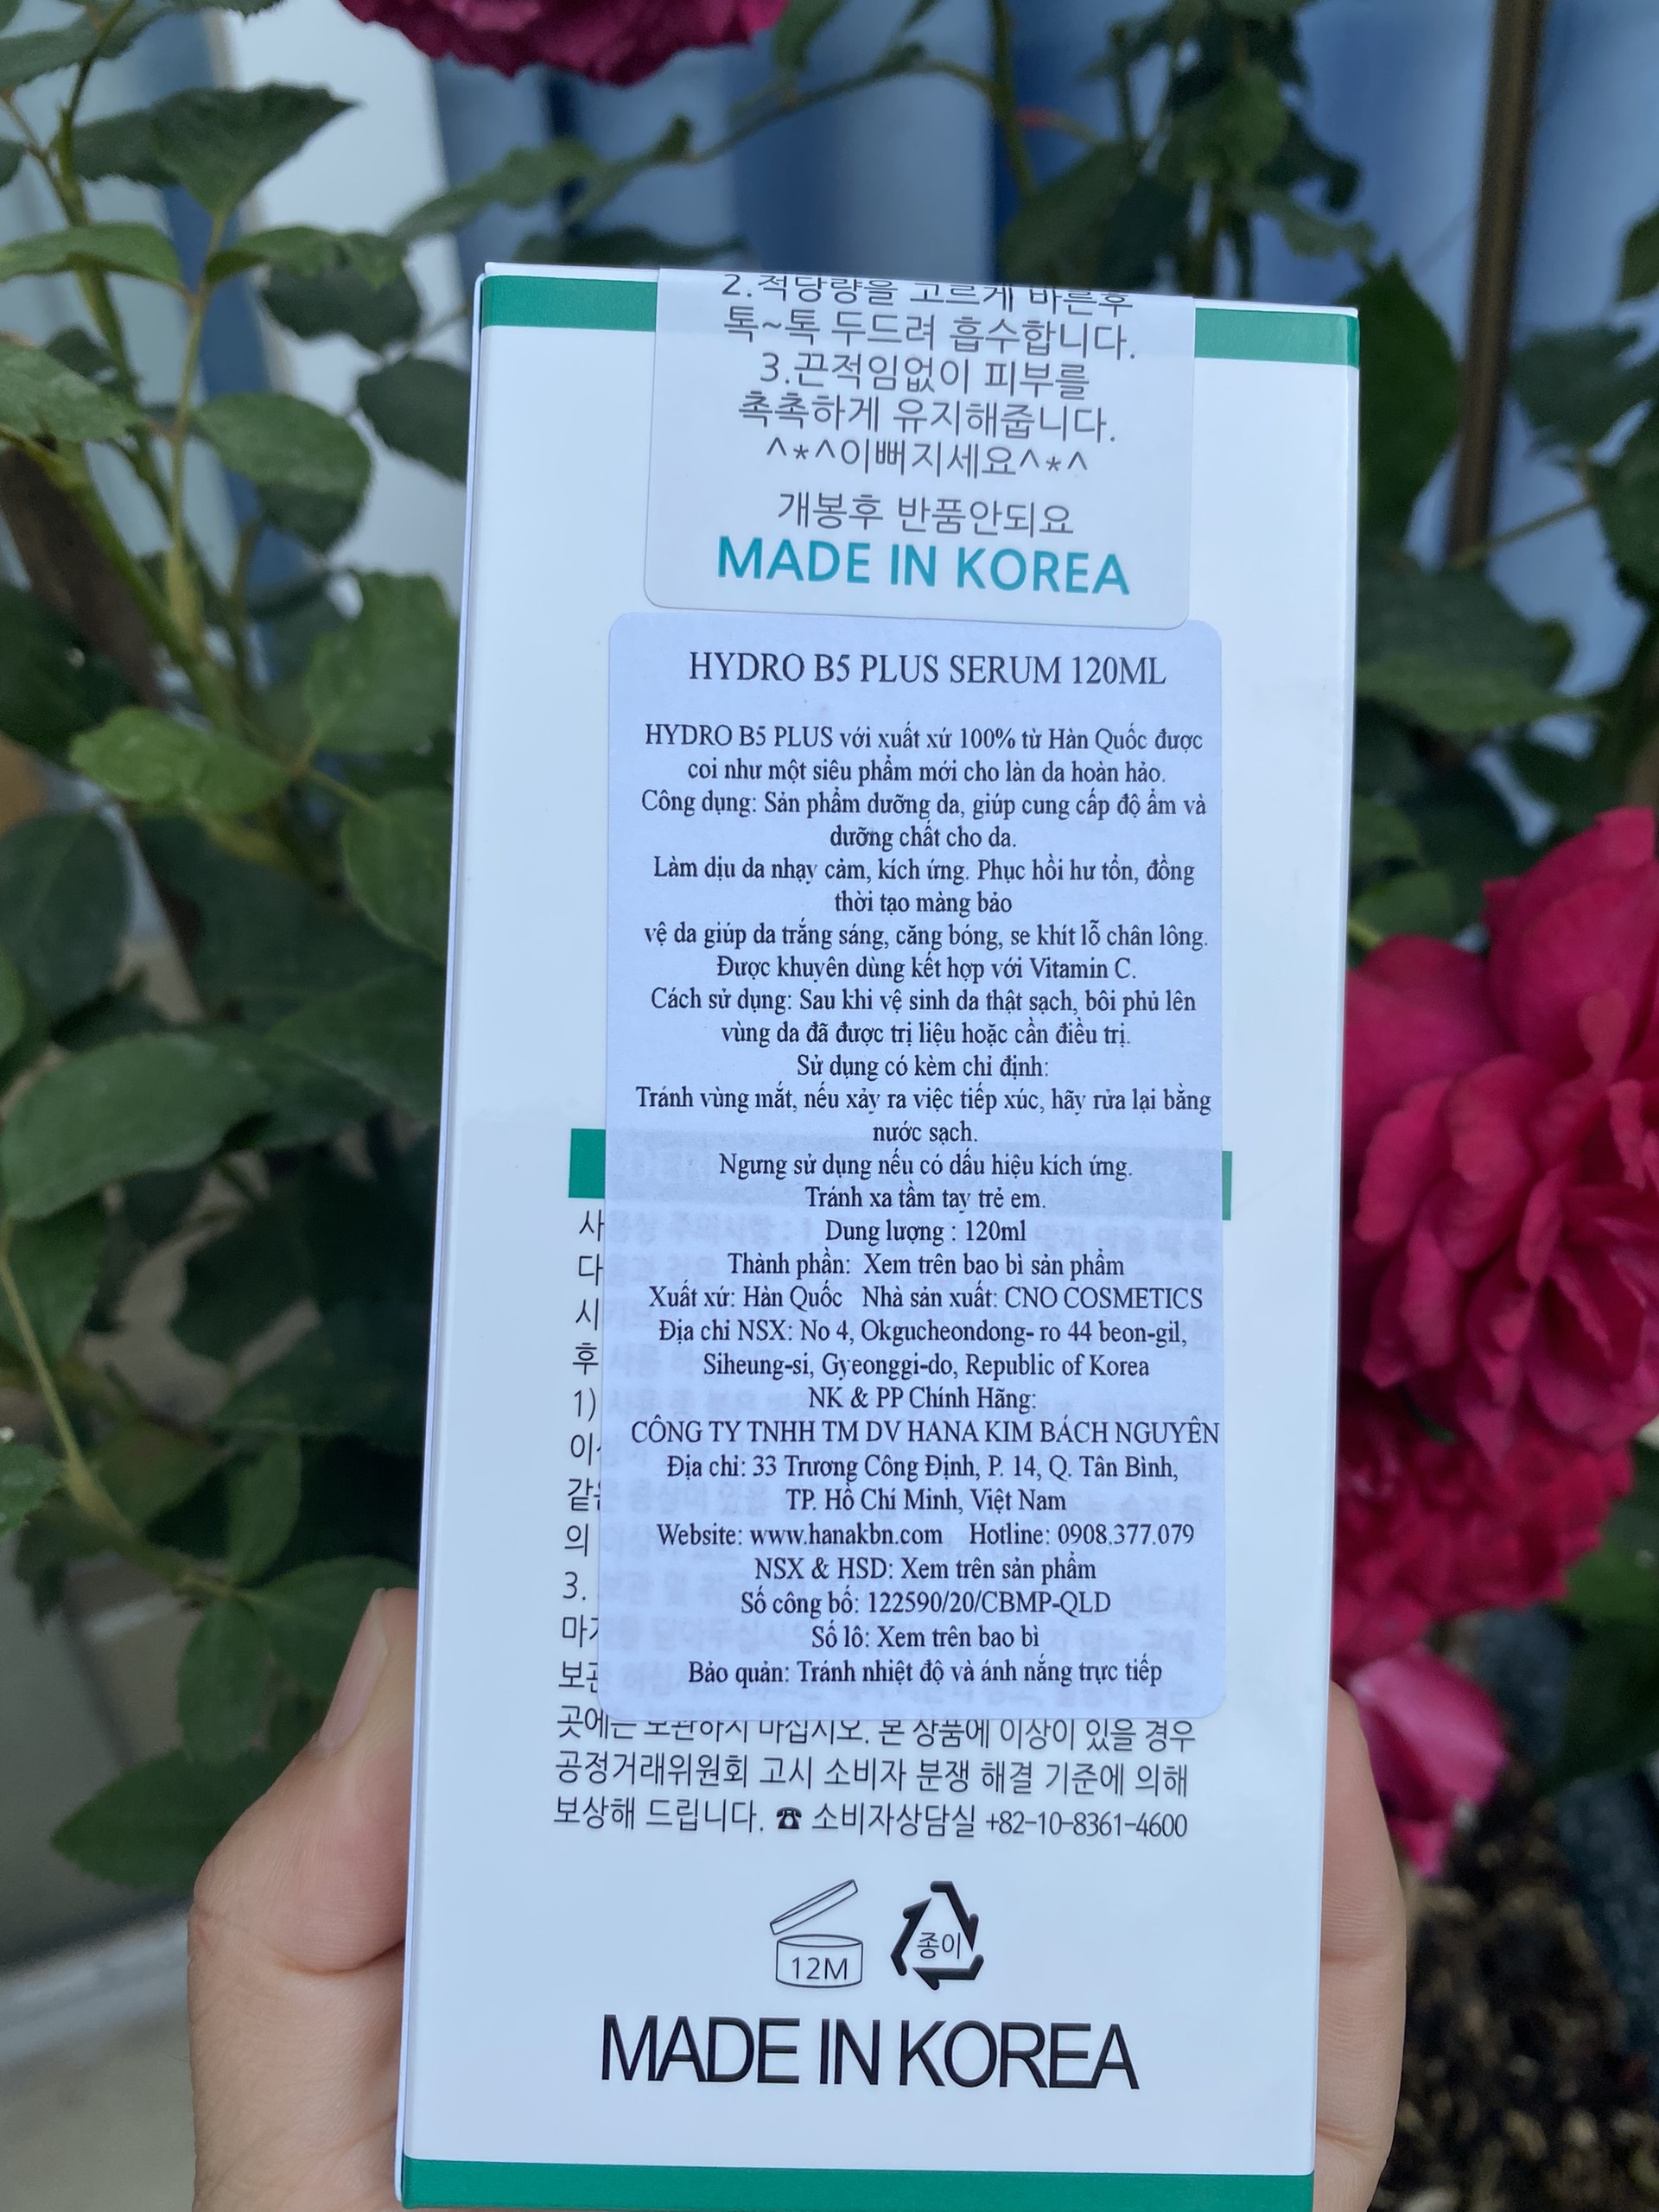 2.적당량을 고르게 바른후
톡~톡 두드려 흡수합니다.
3.끈적임없이 피부를
촉촉하게 유지해줍니다.
^*^이뻐지세요^*^
개봉후 반품안되요
MADE IN KOREA
HYDRO B5 PLUS SERUM 120ML
HYDRO B5 PLUS với xuất xứ 100% từ Hàn Quốc được
coi như một siêu phẩm mới cho làn da hoàn hảo.
Công dụng: Sản phẩm dưỡng da, giúp cung cấp độ ẩm và
dưỡng chất cho da.
Làm dịu da nhạy cảm, kích ứng. Phục hồi hư tổn, đồng
thời tạo màng bảo
vệ da giúp da trắng sáng, căng bóng, se khít lỗ chân lông.
Được khuyên dùng kết hợp với Vitamin C.
Cách sử dụng: Sau khi vệ sinh da thật sạch, bôi phủ lên
vùng da đã được trị liệu hoặc cần điều trị.
Sử dụng có kèm chỉ định:
Tránh vùng mắt, nếu xảy ra việc tiếp xúc, hãy rửa lại bằng
nước sạch.
Ngưng sử dụng nếu có dấu hiệu kích ứng.
Tránh xa tầm tay trẻ em.
Dung lượng : 120ml
Thành phần: Xem trên bao bì sản phẩm
Xuất xứ: Hàn Quốc Nhà sản xuất: CNO COSMETICS
Địa chỉ NSX: No 4, Okgucheondong- ro 44 beon-gil,
Siheung-si, Gyeonggi-do, Republic of Korea
NK & PP Chính Hãng:
CÔNG TY TNHH TM DV HANA KIM BÁCH NGUYÊN
Địa chỉ: 33 Trương Công Định, P. 14, Q. Tân Bình,
TP. Hồ Chí Minh, Việt Nam
Website: www.hanakbn.com Hotline: 0908.377.079
NSX & HSD: Xem trên sản phẩm
Số công bố: 122590/20/CBMP-QLD
Số lô: Xem trên bao bì
Bảo quản: Tránh nhiệt độ và ánh nắng trực tiếp
사
다
시
후
1)
의
3.
곳에는 보관하지 마십시오. 본 상품에 이상이 있을 경우
공정거래위원회 고시 소비자 분쟁 해결 기준에 의해
보상해 드립니다. ☎ 소비자상담실 +82-10-8361-4600
12M
종이
MADE IN KOREA